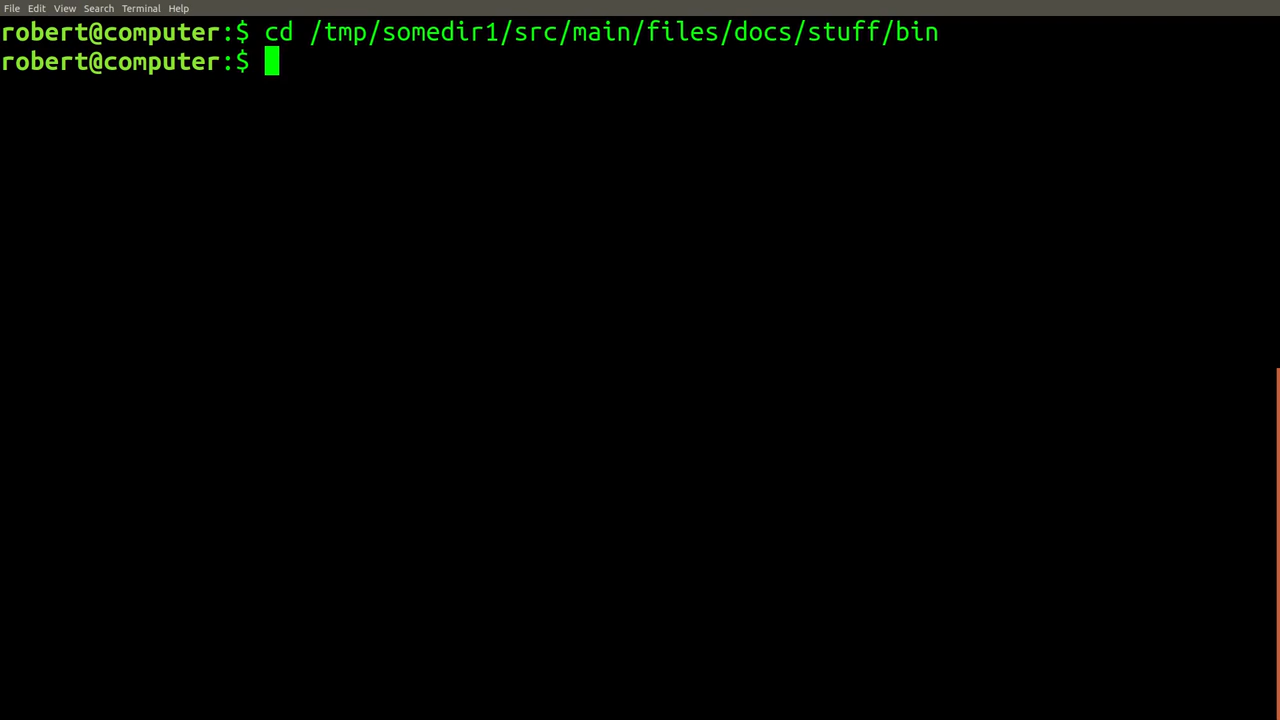 File Edit View Search Terminal Help
robert@computer:$ cd /tmp/somedir1/src/main/files/docs/stuff/bin
robert@computer:$